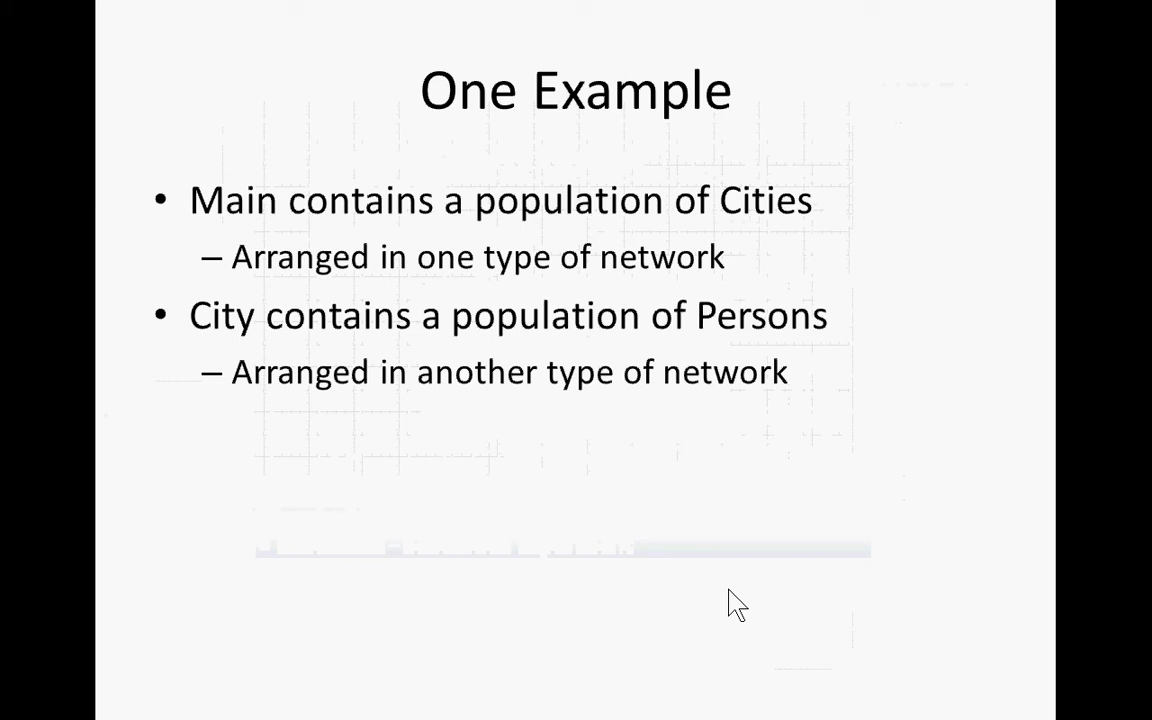 One Example
• Main contains a population of Cities
– Arranged in one type of network
• City contains a population of Persons
– Arranged in another type of network